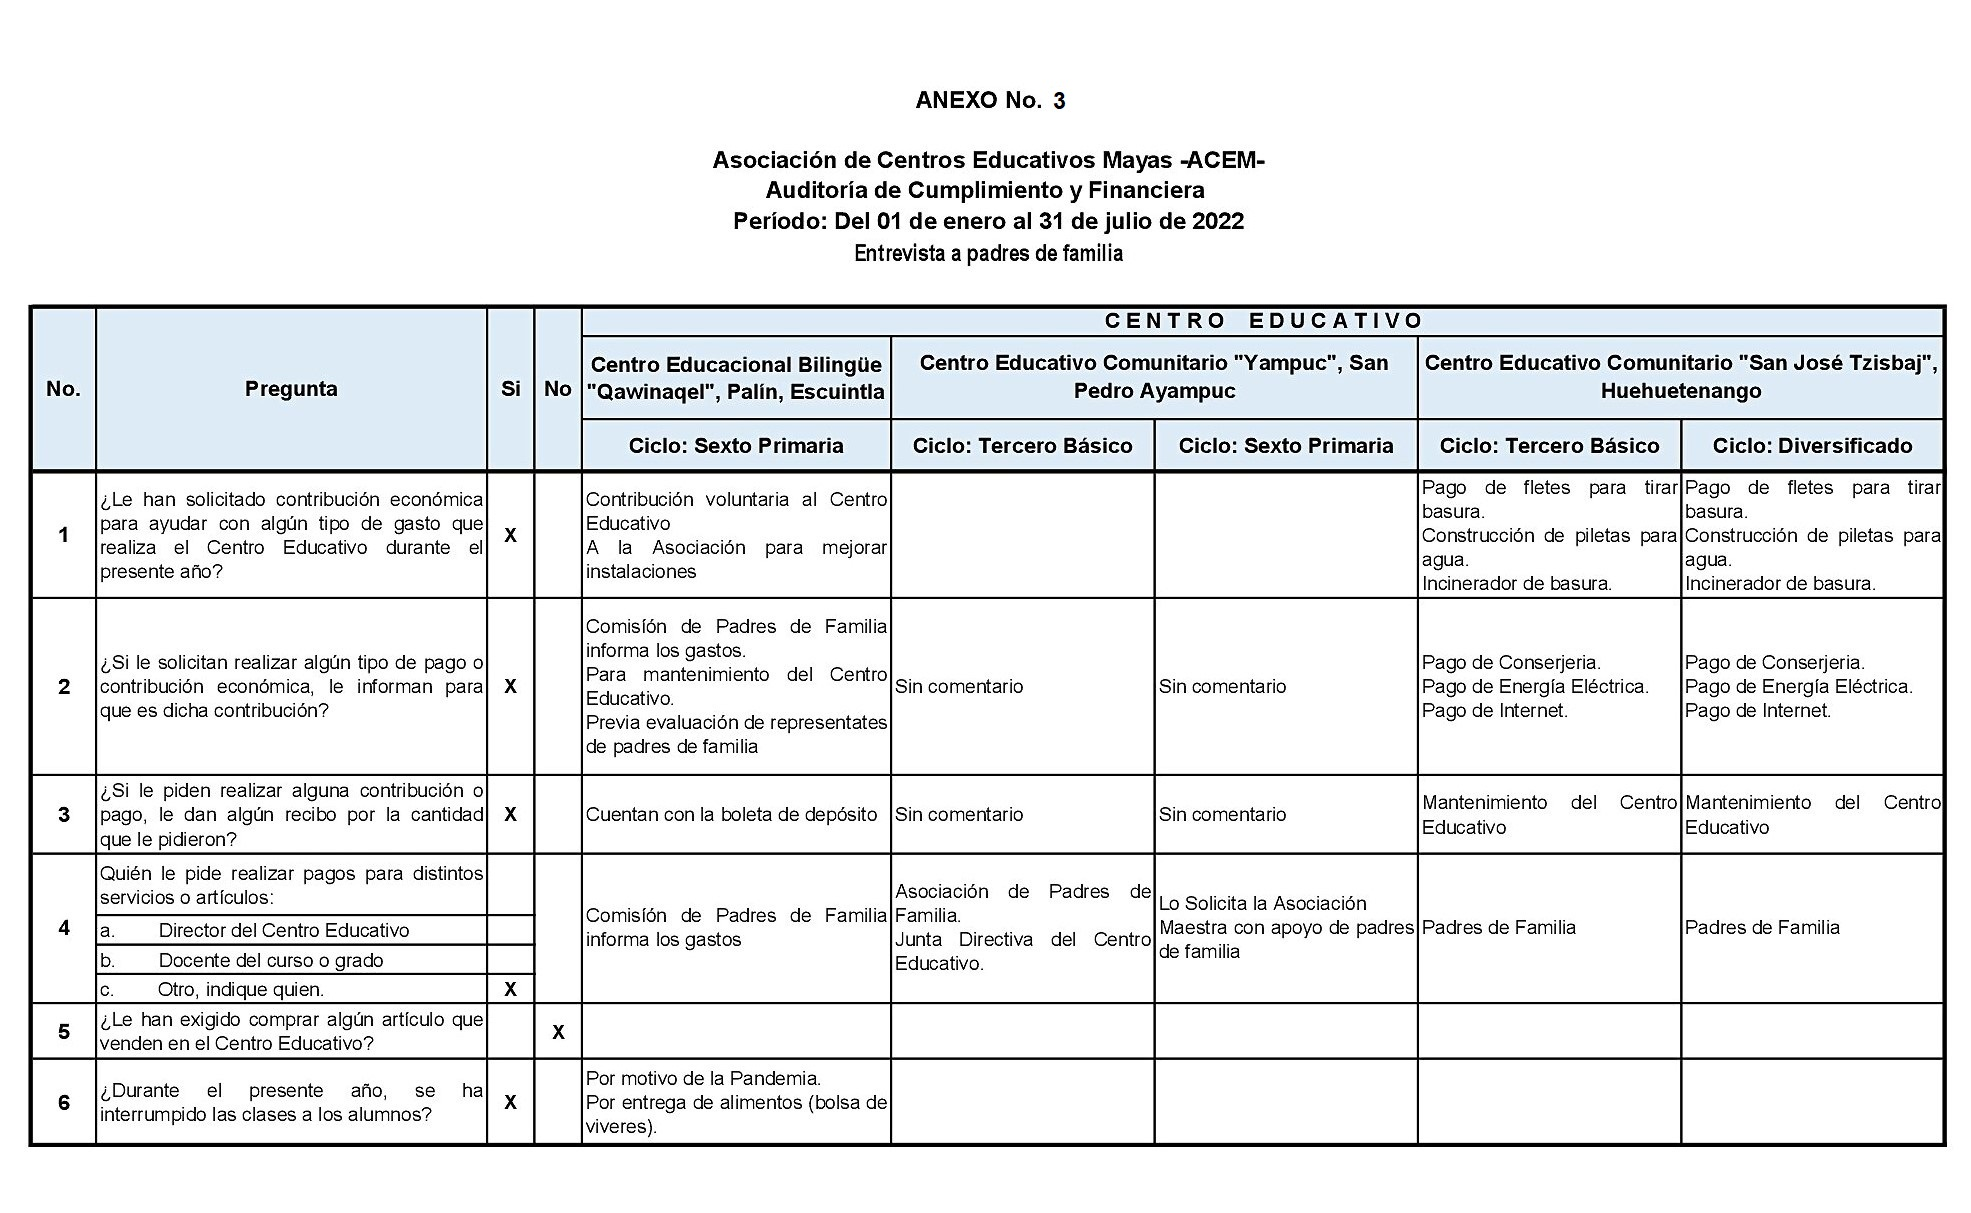 ANEXO No. 3
Asociación de Centros Educativos Mayas -ACEM-
Auditoría de Cumplimiento y Financiera
Período: Del 01 de enero al 31 de julio de 2022
Entrevista a padres de familia
No.
Pregunta
Si
No
CENTRO EDUCATIVO
Centro Educacional Bilingüe
"Qawinaqel", Palín, Escuintla
Centro Educativo Comunitario "Yampuc", San
Pedro Ayampuc
Centro Educativo Comunitario "San José Tzisbaj",
Huehuetenango
Ciclo: Sexto Primaria
Ciclo: Tercero Básico
Ciclo: Sexto Primaria
Ciclo: Tercero Básico
Ciclo: Diversificado
1
¿Le han solicitado contribución económica
para ayudar con algún tipo de gasto que
realiza el Centro Educativo durante el
presente año?
X
Contribución voluntaria al Centro
Educativo
A la Asociación para mejorar
instalaciones
Pago de fletes para tirar
basura.
Construcción de piletas para
agua.
Incinerador de basura.
Pago de fletes para tirar
basura.
Construcción de piletas para
agua.
Incinerador de basura.
2
¿Si le solicitan realizar algún tipo de pago o
contribución económica, le informan para
que es dicha contribución?
X
Comisíón de Padres de Familia
informa los gastos.
Para mantenimiento del Centro
Educativo.
Previa evaluación de representates
de padres de familia
Sin comentario
Sin comentario
Pago de Conserjeria.
Pago de Energía Eléctrica.
Pago de Internet.
Pago de Conserjeria.
Pago de Energía Eléctrica.
Pago de Internet.
3
¿Si le piden realizar alguna contribución o
pago, le dan algún recibo por la cantidad
que le pidieron?
X
Cuentan con la boleta de depósito
Sin comentario
Sin comentario
Mantenimiento del Centro
Educativo
Mantenimiento del Centro
Educativo
4
Quién le pide realizar pagos para distintos
servicios o artículos:
a. Director del Centro Educativo
b. Docente del curso o grado
c. Otro, indique quien.
X
Comisíón de Padres de Familia
informa los gastos
Asociación de Padres de
Familia.
Junta Directiva del Centro
Educativo.
Lo Solicita la Asociación
Maestra con apoyo de padres
de familia
Padres de Familia
Padres de Familia
5
¿Le han exigido comprar algún artículo que
venden en el Centro Educativo?
X
6
¿Durante el presente año, se ha
interrumpido las clases a los alumnos?
X
Por motivo de la Pandemia.
Por entrega de alimentos (bolsa de
viveres).